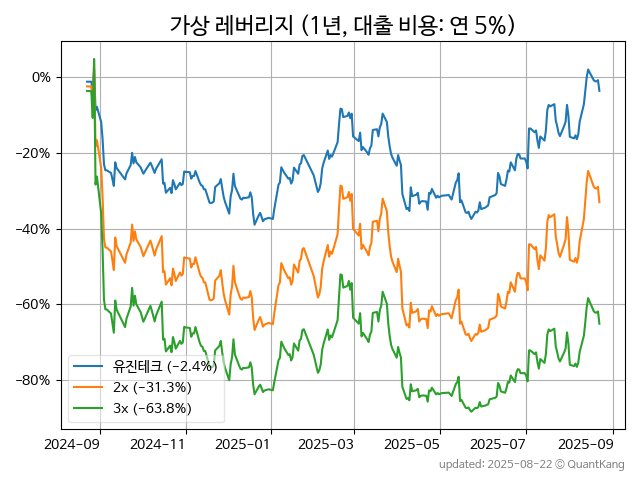 가상 레버리지 (1년, 대출 비용: 연 5%)
0%
−20%
−40%
−60%
−80%
유진테크 (−2.4%)
2x (−31.3%)
3x (−63.8%)
2024-09
2024-11
2025-01
2025-03
2025-05
2025-07
2025-09
updated: 2025-08-22 © QuantKang